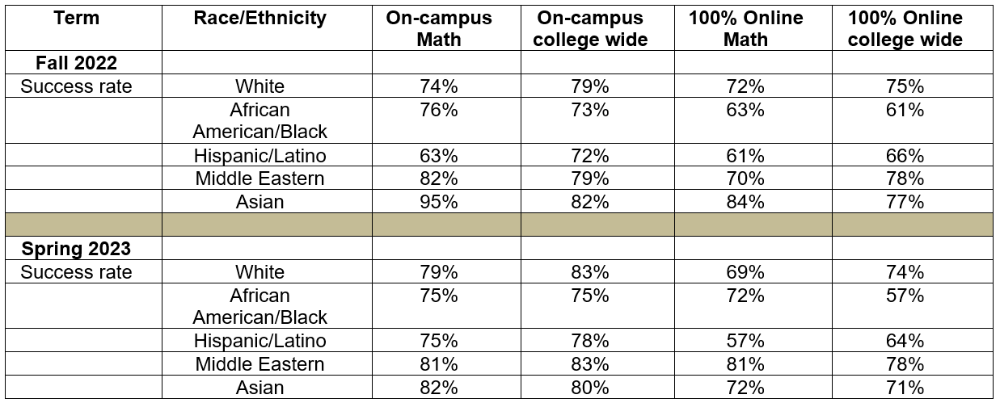 Term Race/Ethnicity On-campus Math On-campus college wide 100% Online Math 100% Online college wide
Fall 2022
Success rate White 74% 79% 72% 75%
African American/Black 76% 73% 63% 61%
Hispanic/Latino 63% 72% 61% 66%
Middle Eastern 82% 79% 70% 78%
Asian 95% 82% 84% 77%
Spring 2023
Success rate White 79% 83% 69% 74%
African American/Black 75% 75% 72% 57%
Hispanic/Latino 75% 78% 57% 64%
Middle Eastern 81% 83% 81% 78%
Asian 82% 80% 72% 71%